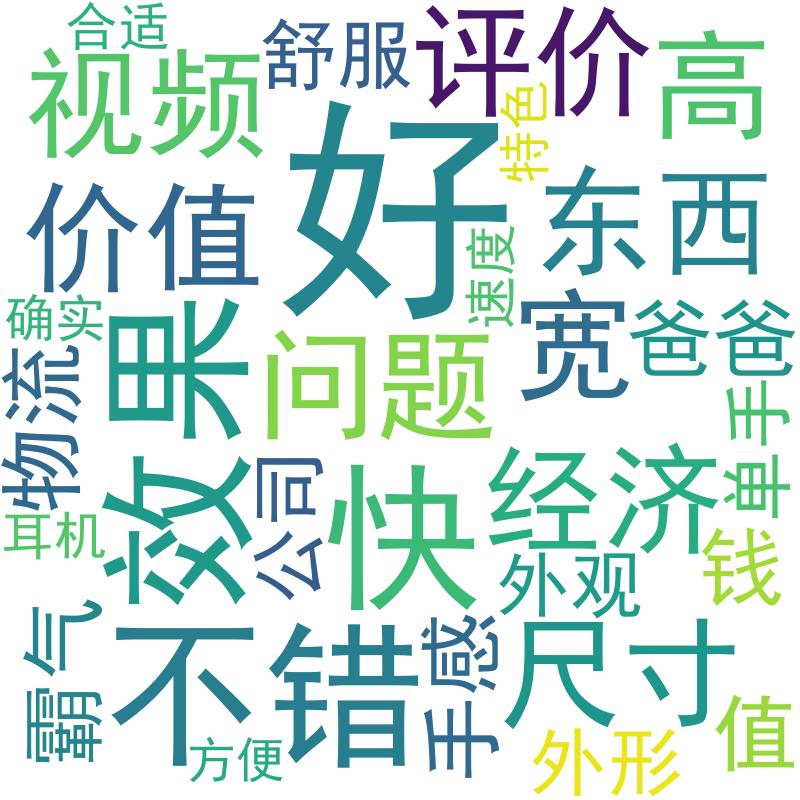 合适
舒服
评价
高
视频
特色
好
东西
价值
速度
宽
确实
爸爸
效果
问题
物流
单手
经济
公司
快
耳机
钱
外观
霸气
不错
手感
尺寸
值
方便
外形